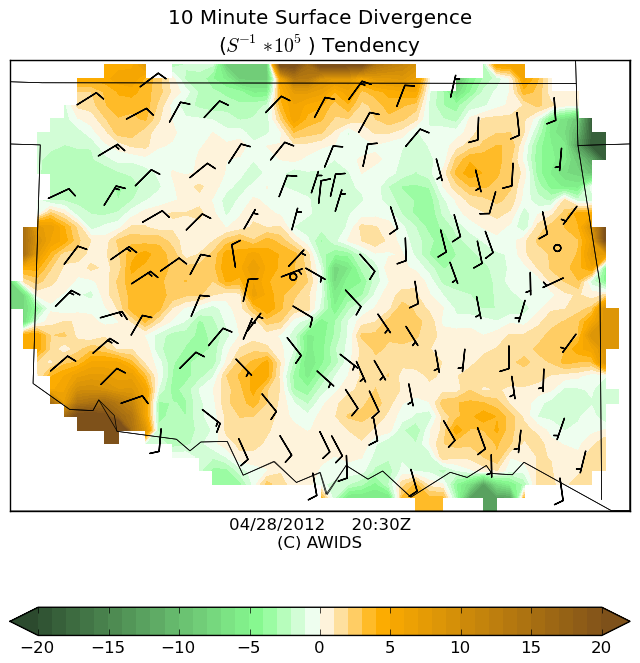 10 Minute Surface Divergence
(S⁻¹ *10⁵ ) Tendency
04/28/2012 20:30Z
(C) AWIDS
−20 −15 −10 −5 0 5 10 15 20